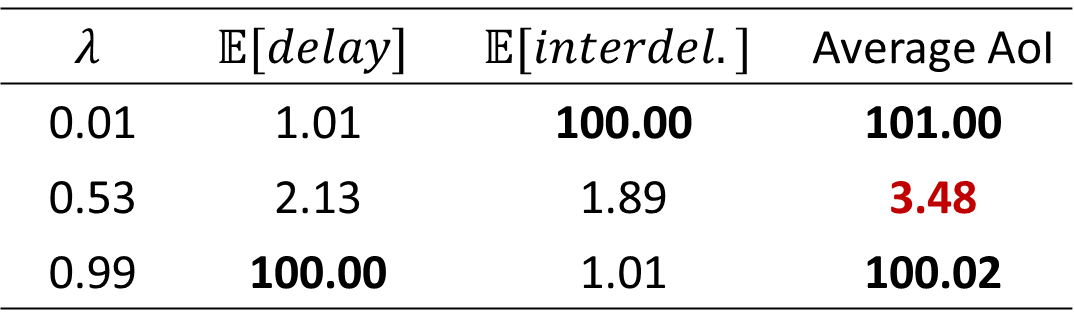 λ 𝔼[delay] 𝔼[interdel.] Average AoI
0.01 1.01 100.00 101.00
0.53 2.13 1.89 3.48
0.99 100.00 1.01 100.02